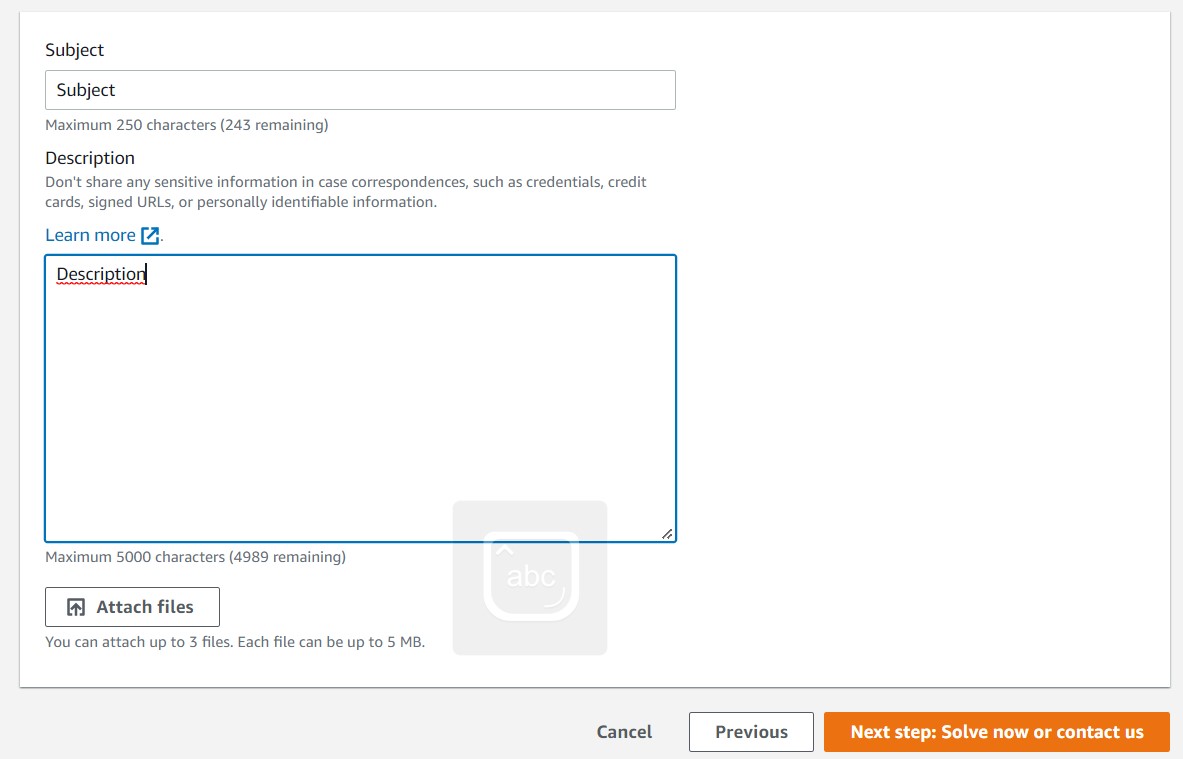 Subject
Subject
Maximum 250 characters (243 remaining)
Description
Don't share any sensitive information in case correspondences, such as credentials, credit
cards, signed URLs, or personally identifiable information.
Learn more.
Description
Maximum 5000 characters (4989 remaining)
abc
Attach files
You can attach up to 3 files. Each file can be up to 5 MB.
Cancel
Previous
Next step: Solve now or contact us